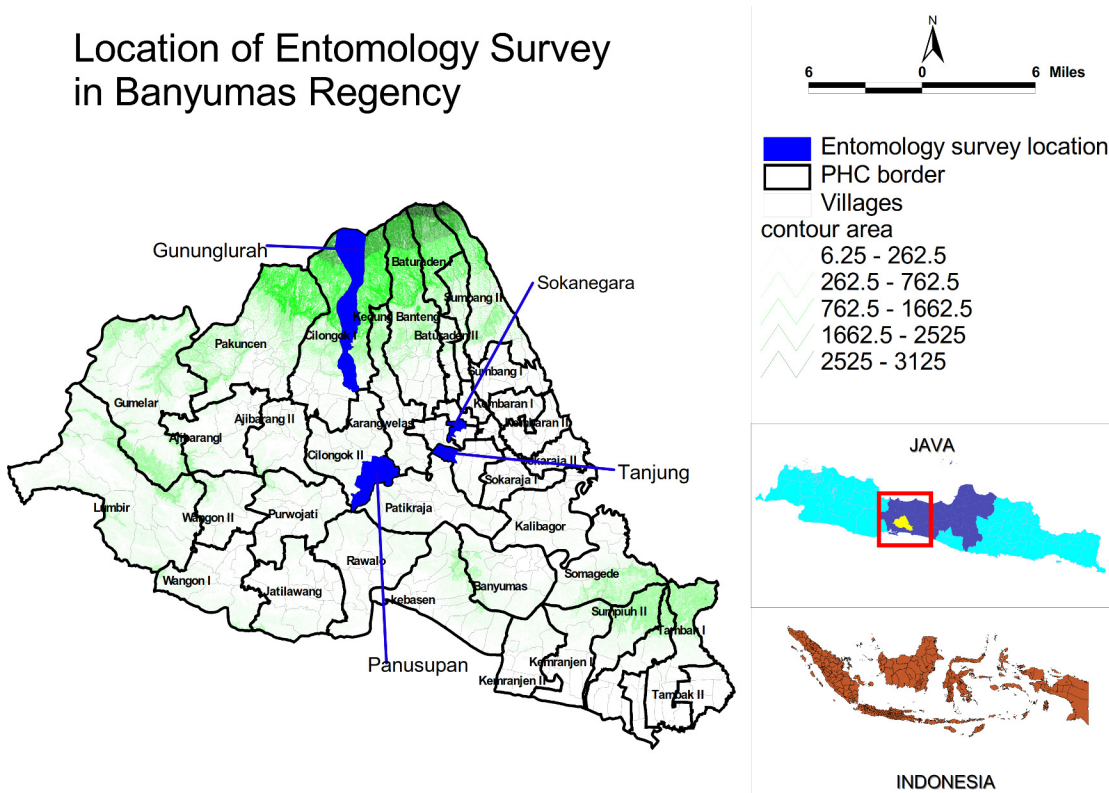 Location of Entomology Survey
in Banyumas Regency
N
6 0 6 Miles
Entomology survey location
PHC border
Villages
contour area
6.25 - 262.5
262.5 - 762.5
762.5 - 1662.5
1662.5 - 2525
2525 - 3125
Gununglurah
Sokanegara
Tanjung
Panusupan
Baturaden I
Sumbang II
Kedung Banteng
Cilongok I
Baturaden II
Pakuncen
Sumbang I
Gumelar
Kembaran I
Ajibarang II
Karangwelas
Kembaran II
AjibarangI
Cilongok II
Sokaraja II
Sokaraja I
Lumbir
Wangon II
Purwojati
Patikraja
Kalibagor
Rawalo
Somagede
Wangon I
Jatilawang
kebasen
Banyumas
Sumpiuh II
Tambak I
Kemranjen I
Kemranjen II
Tambak II
JAVA
INDONESIA